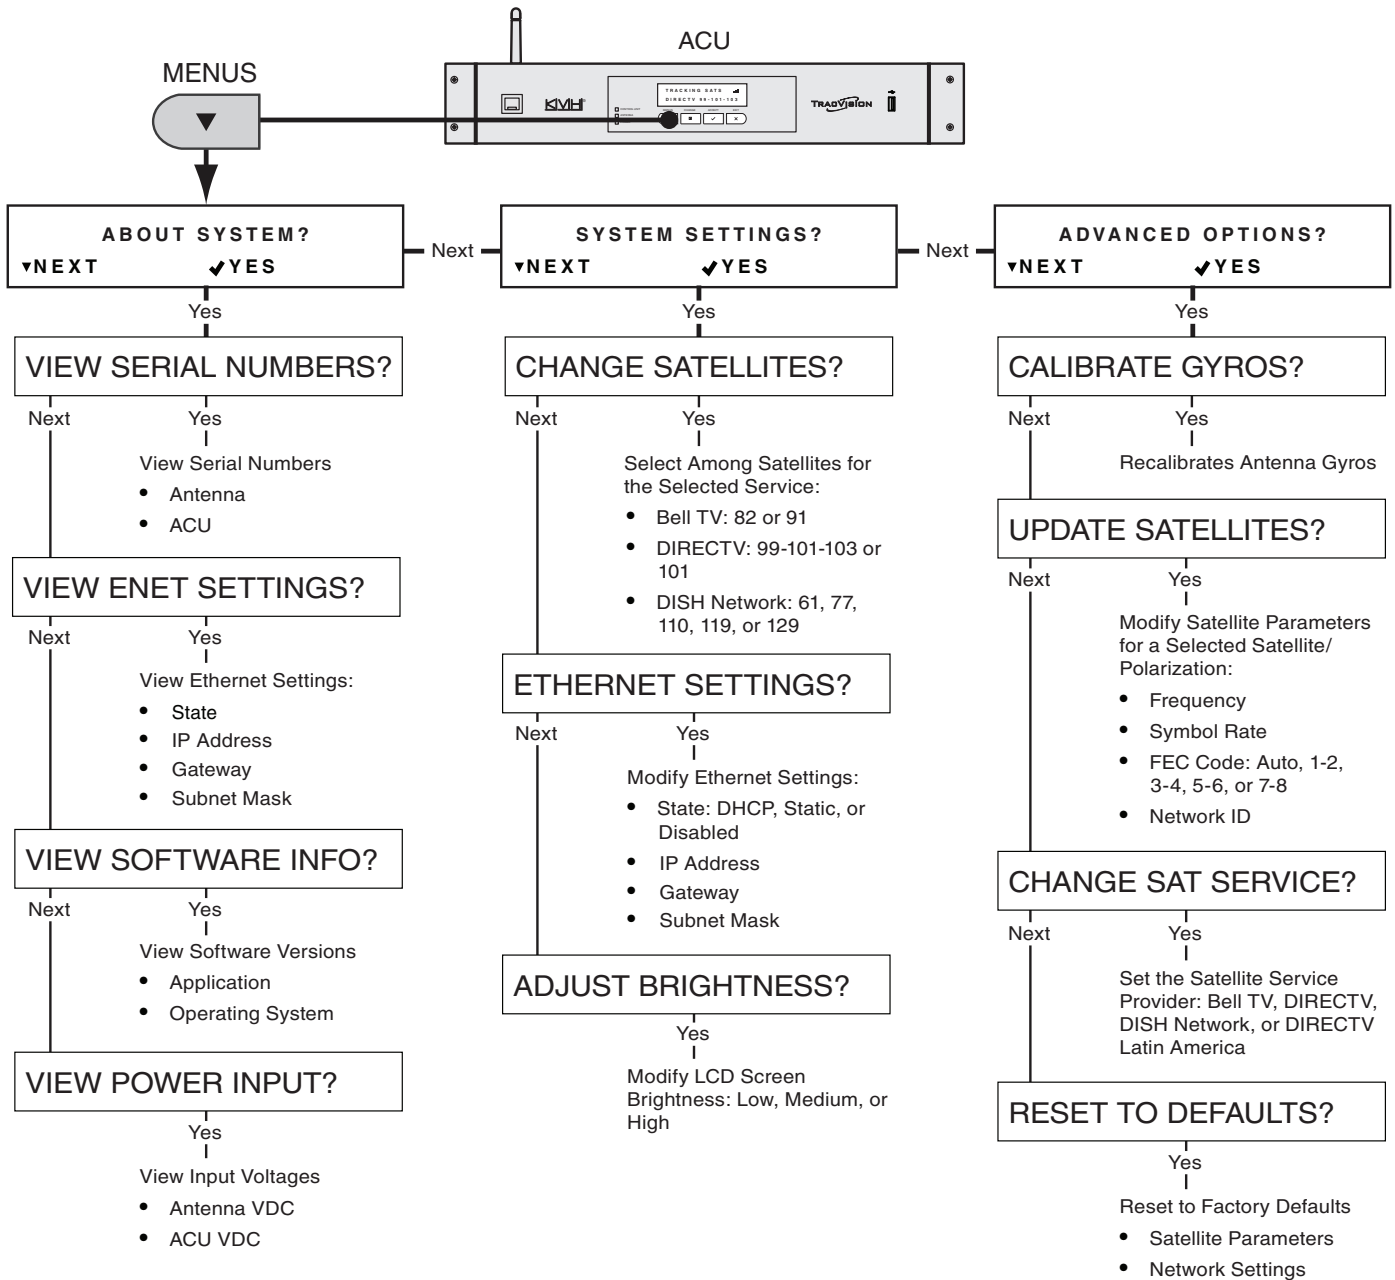 ACU
MENUS
TRACKING SATS
DIRECTV 99-101-103
KVH
TRACVISION
ABOUT SYSTEM?
▼NEXT ✔YES
Next
SYSTEM SETTINGS?
▼NEXT ✔YES
Next
ADVANCED OPTIONS?
▼NEXT ✔YES
Yes
VIEW SERIAL NUMBERS?
Next Yes
View Serial Numbers
• Antenna
• ACU
VIEW ENET SETTINGS?
Next Yes
View Ethernet Settings:
• State
• IP Address
• Gateway
• Subnet Mask
VIEW SOFTWARE INFO?
Next Yes
View Software Versions
• Application
• Operating System
VIEW POWER INPUT?
Yes
View Input Voltages
• Antenna VDC
• ACU VDC
Yes
CHANGE SATELLITES?
Next Yes
Select Among Satellites for
the Selected Service:
• Bell TV: 82 or 91
• DIRECTV: 99-101-103 or
101
• DISH Network: 61, 77,
110, 119, or 129
ETHERNET SETTINGS?
Next Yes
Modify Ethernet Settings:
• State: DHCP, Static, or
Disabled
• IP Address
• Gateway
• Subnet Mask
ADJUST BRIGHTNESS?
Yes
Modify LCD Screen
Brightness: Low, Medium, or
High
Yes
CALIBRATE GYROS?
Next Yes
Recalibrates Antenna Gyros
UPDATE SATELLITES?
Next Yes
Modify Satellite Parameters
for a Selected Satellite/
Polarization:
• Frequency
• Symbol Rate
• FEC Code: Auto, 1-2,
3-4, 5-6, or 7-8
• Network ID
CHANGE SAT SERVICE?
Next Yes
Set the Satellite Service
Provider: Bell TV, DIRECTV,
DISH Network, or DIRECTV
Latin America
RESET TO DEFAULTS?
Yes
Reset to Factory Defaults
• Satellite Parameters
• Network Settings